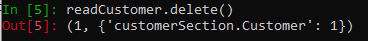 In [5]: readCustomer.delete()
Out[5]: (1, {'customerSection.Customer': 1})